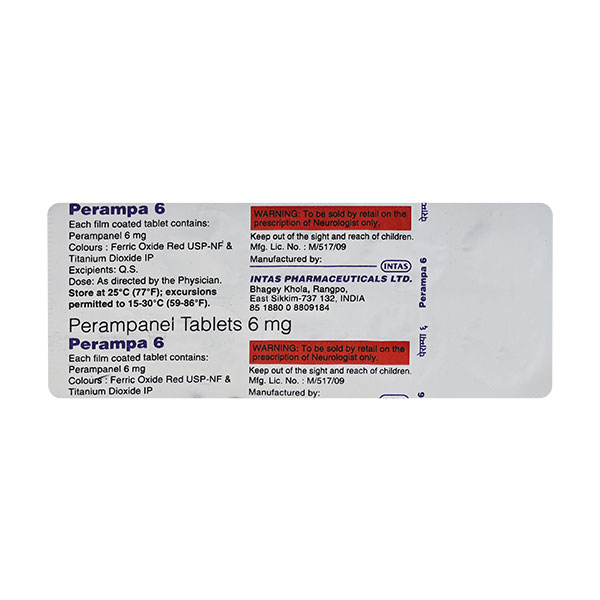 Perampa 6
Each film coated tablet contains:
Perampanel 6 mg
Colours : Ferric Oxide Red USP-NF &
Titanium Dioxide IP
Excipients: Q.S.
Dose: As directed by the Physician.
Store at 25°C (77°F); excursions
permitted to 15-30°C (59-86°F).
WARNING: To be sold by retail on the
prescription of Neurologist only.
Keep out of the sight and reach of children.
Mfg. Lic. No. : M/517/09
Manufactured by:
INTAS
INTAS PHARMACEUTICALS LTD.
Bhagey Khola, Rangpo,
East Sikkim-737 132, INDIA
85 1880 0 8809184
Perampanel Tablets 6 mg
Perampa 6
Each film coated tablet contains:
Perampanel 6 mg
Colours : Ferric Oxide Red USP-NF &
Titanium Dioxide IP
WARNING: To be sold by retail on the
prescription of Neurologist only.
Keep out of the sight and reach of children.
Mfg. Lic. No. : M/517/09
Manufactured by:
Perampa 6
पेराम्पा ६